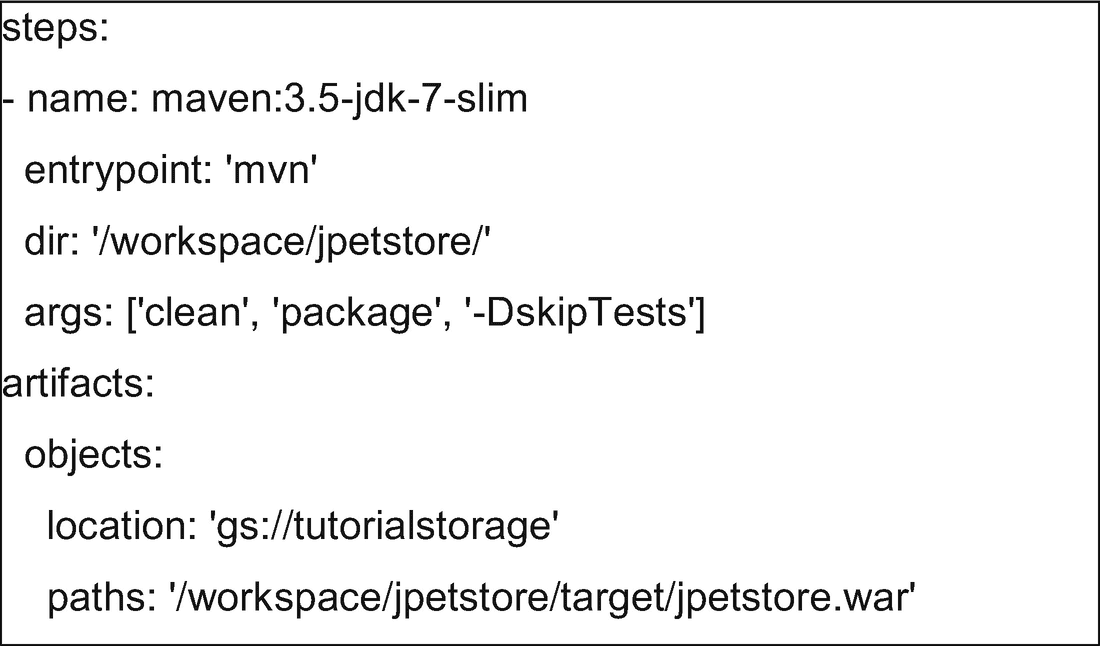 steps:
- name: maven:3.5-jdk-7-slim
entrypoint: 'mvn'
dir: '/workspace/jpetstore/'
args: ['clean', 'package', '-DskipTests']
artifacts:
objects:
location: 'gs://tutorialstorage'
paths: '/workspace/jpetstore/target/jpetstore.war'